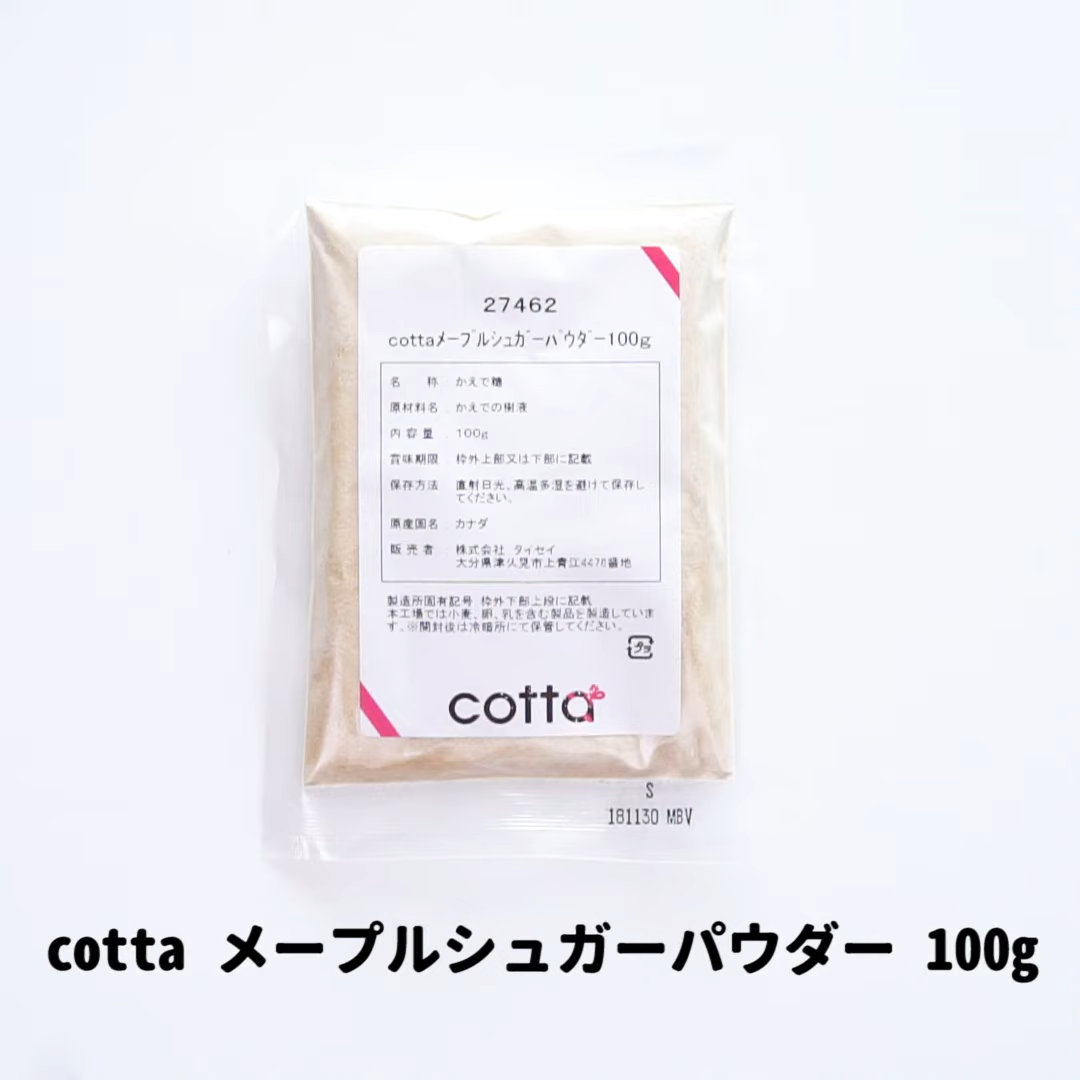 27462
cottaﾒｰﾌﾟﾙｼｭｶﾞｰﾊﾟｳﾀﾞｰ100g
名称 かえで糖
原材料名 かえでの樹液
内容量 100g
賞味期限 枠外上部又は下部に記載
保存方法 直射日光、高温多湿を避けて保存し
てください。
原産国名 カナダ
販売者 株式会社 タイセイ
大分県津久見市上青江4478番地
製造所固有記号 枠外下部上段に記載
本工場では小麦、卵、乳を含む製品を製造していま
す。※開封後は冷暗所にて保管してください。
プラ
cotta
S
181130 MBV
cotta メープルシュガーパウダー 100g